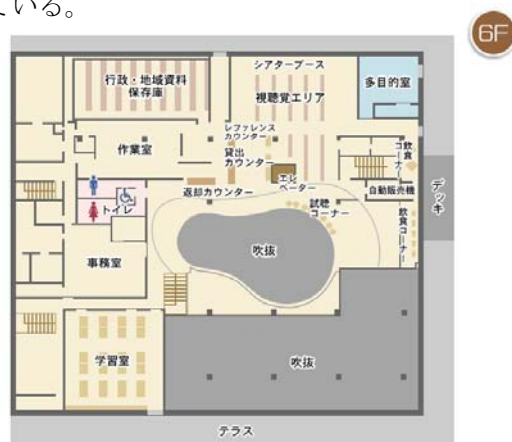 ている。
6F
行政・地域資料
保存庫
シアターブース
視聴覚エリア
多目的室
作業室
レファレンス
カウンター
貸出
カウンター
飲食
コーナー
返却カウンター
エレ
ベーター
自動販売機
デッキ
トイレ
試聴
コーナー
飲食コーナー
吹抜
事務室
学習室
吹抜
テラス